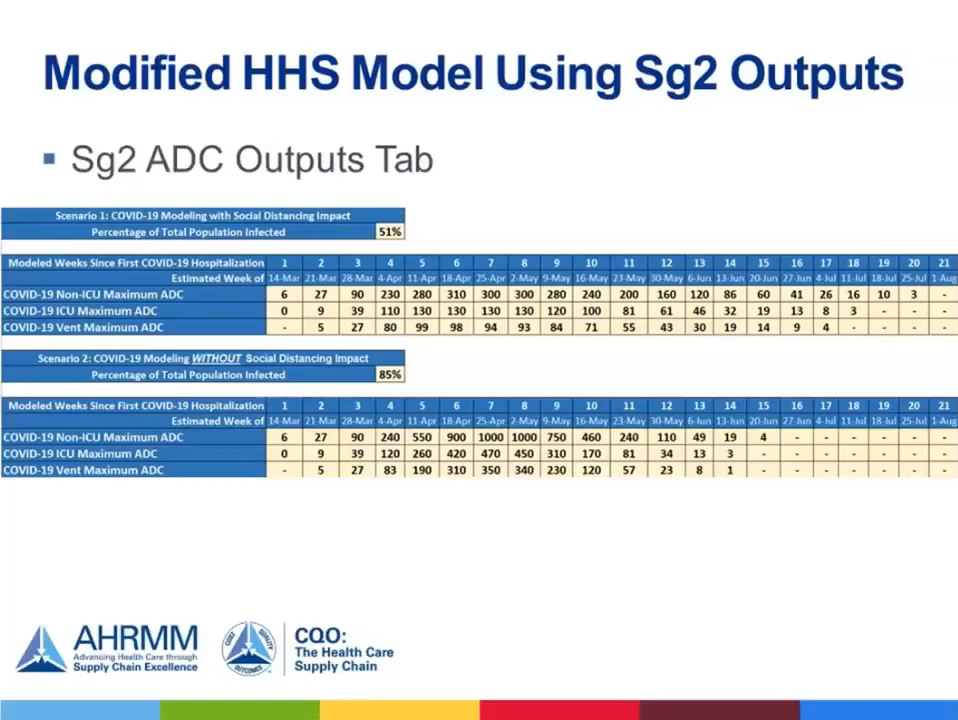 Modified HHS Model Using Sg2 Outputs
▪ Sg2 ADC Outputs Tab
Scenario 1: COVID-19 Modeling with Social Distancing Impact
Percentage of Total Population Infected 51%
Modeled Weeks Since First COVID-19 Hospitalization 1 2 3 4 5 6 7 8 9 10 11 12 13 14 15 16 17 18 19 20 21
Estimated Week of 14-Mar 21-Mar 28-Mar 4-Apr 11-Apr 18-Apr 25-Apr 2-May 9-May 16-May 23-May 30-May 6-Jun 13-Jun 20-Jun 27-Jun 4-Jul 11-Jul 18-Jul 25-Jul 1-Aug
COVID-19 Non-ICU Maximum ADC 6 27 90 230 280 310 300 300 280 240 200 160 120 86 60 41 26 16 10 3 -
COVID-19 ICU Maximum ADC 0 9 39 110 130 130 130 130 120 100 81 61 46 32 19 13 8 3 - - -
COVID-19 Vent Maximum ADC - 5 27 80 99 98 94 93 84 71 55 43 30 19 14 9 4 - - - -
Scenario 2: COVID-19 Modeling WITHOUT Social Distancing Impact
Percentage of Total Population Infected 85%
Modeled Weeks Since First COVID-19 Hospitalization 1 2 3 4 5 6 7 8 9 10 11 12 13 14 15 16 17 18 19 20 21
Estimated Week of 14-Mar 21-Mar 28-Mar 4-Apr 11-Apr 18-Apr 25-Apr 2-May 9-May 16-May 23-May 30-May 6-Jun 13-Jun 20-Jun 27-Jun 4-Jul 11-Jul 18-Jul 25-Jul 1-Aug
COVID-19 Non-ICU Maximum ADC 6 27 90 240 550 900 1000 1000 750 460 240 110 49 19 4 - - - - - -
COVID-19 ICU Maximum ADC 0 9 39 120 260 420 470 450 310 170 81 34 13 3 - - - - - - -
COVID-19 Vent Maximum ADC - 5 27 83 190 310 350 340 230 120 57 23 8 1 - - - - - - -
AHRMM
Advancing Health Care through
Supply Chain Excellence
COST
QUALITY
OUTCOMES
CQO:
The Health Care
Supply Chain